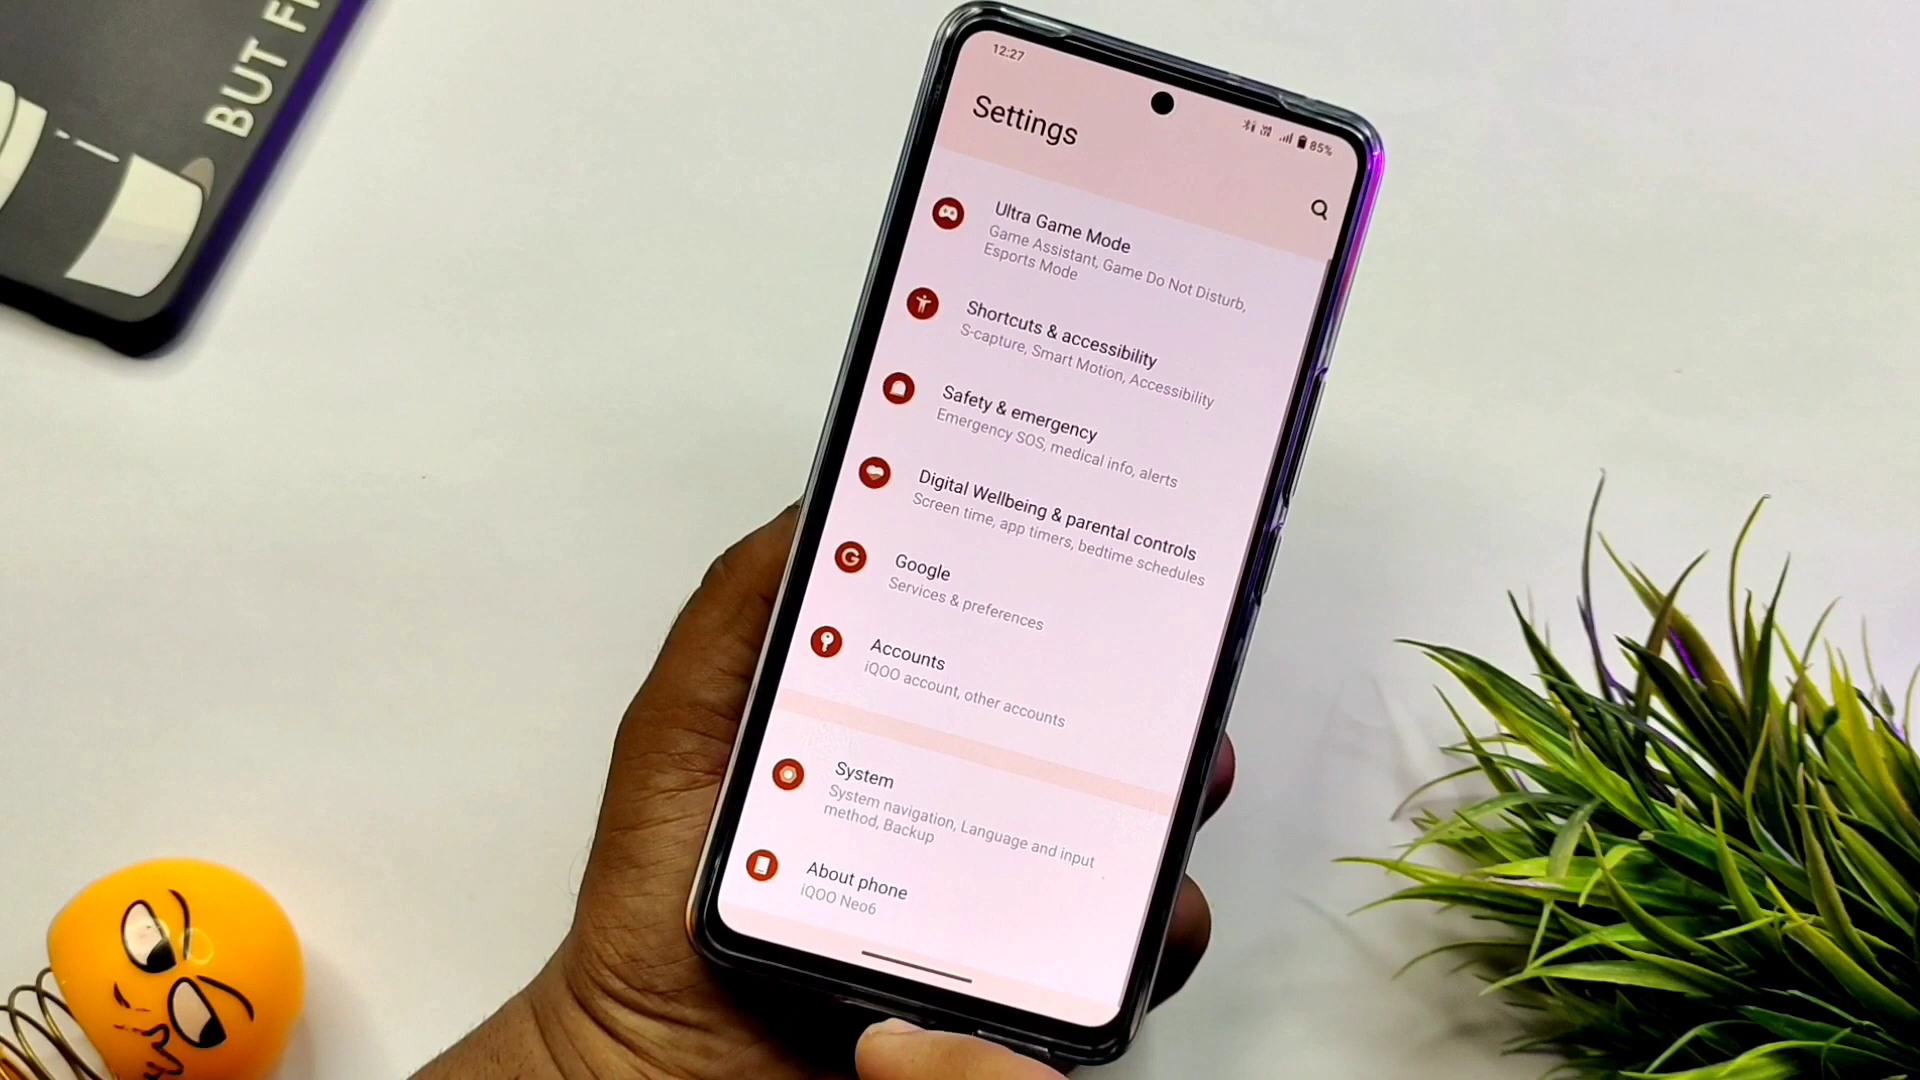 BUT FI
12:27
85%
Settings
Ultra Game Mode
Game Assistant, Game Do Not Disturb,
Esports Mode
Shortcuts & accessibility
S-capture, Smart Motion, Accessibility
Safety & emergency
Emergency SOS, medical info, alerts
Digital Wellbeing & parental controls
Screen time, app timers, bedtime schedules
Google
Services & preferences
Accounts
iQOO account, other accounts
System
System navigation, Language and input
method, Backup
About phone
iQOO Neo6